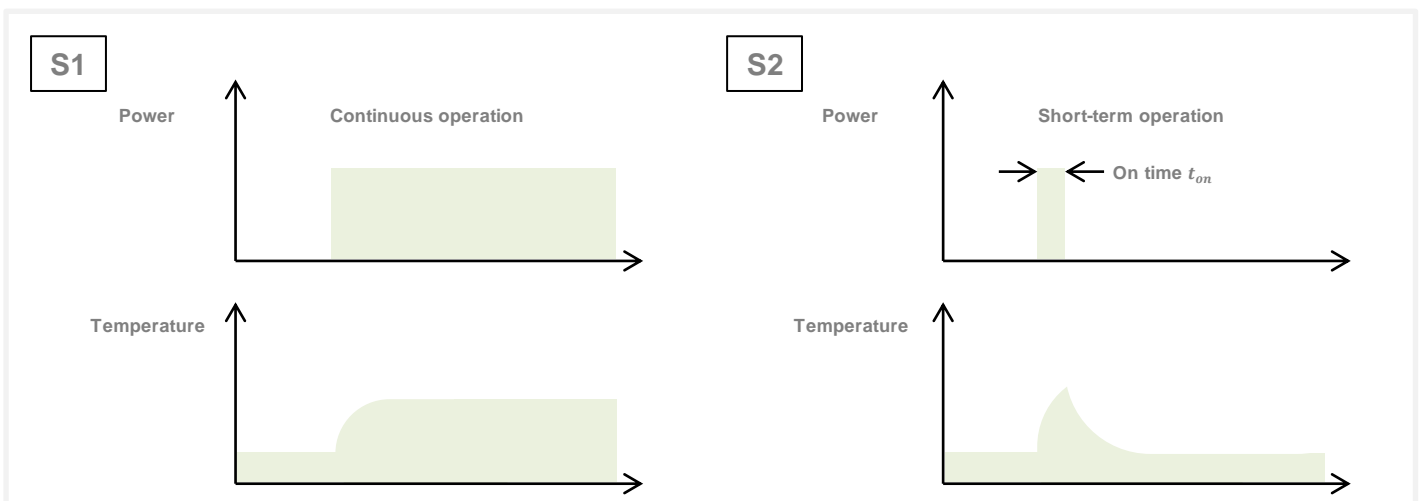 S1
Power
Continuous operation
Temperature
S2
Power
Short-term operation
On time t_on
Temperature